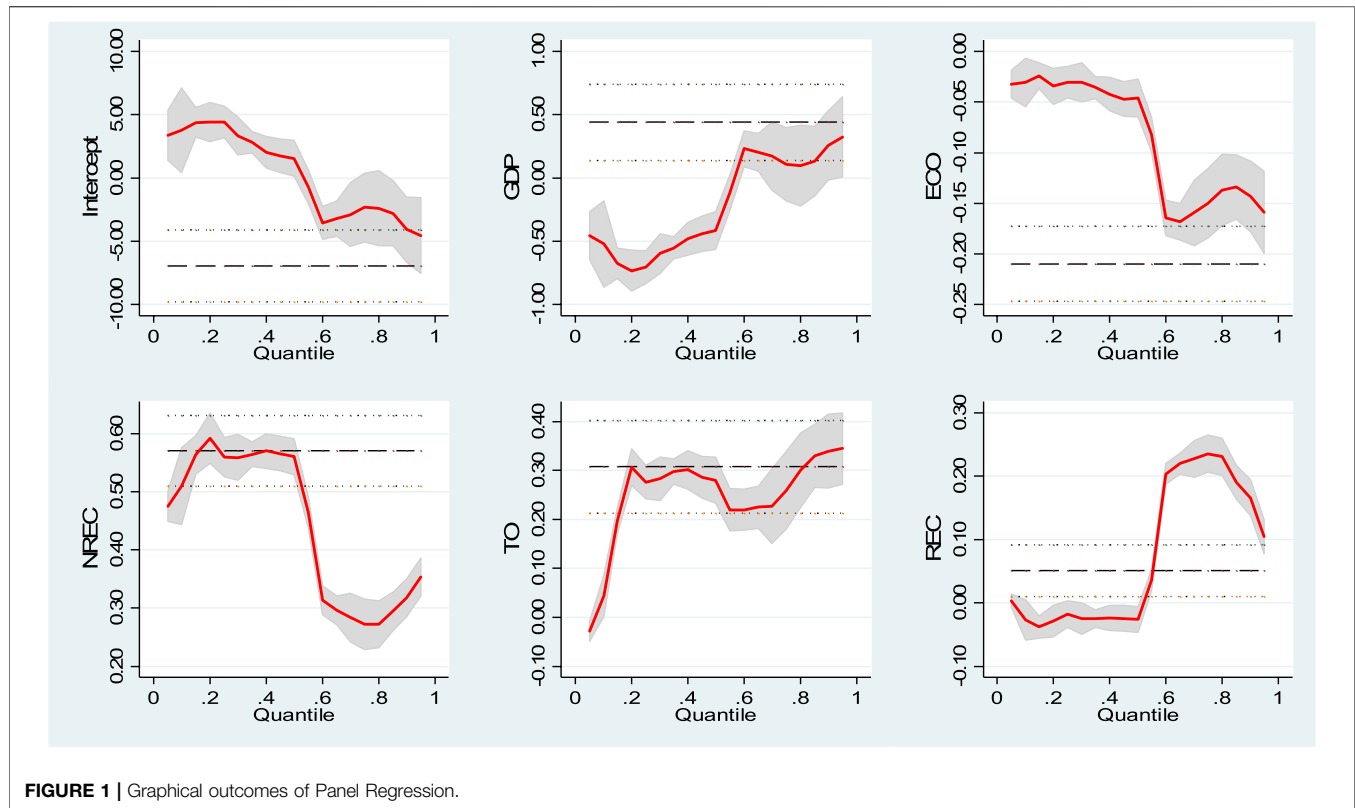 Intercept
10.00
5.00
0.00
-5.00
-10.00
0 .2 .4 .6 .8 1
Quantile
GDP
1.00
0.50
0.00
-0.50
-1.00
0 .2 .4 .6 .8 1
Quantile
ECO
0.00
-0.05
-0.10
-0.15
-0.20
-0.25
0 .2 .4 .6 .8 1
Quantile
NREC
0.60
0.50
0.40
0.30
0.20
0 .2 .4 .6 .8 1
Quantile
TO
0.40
0.30
0.20
0.10
0.00
-0.10
0 .2 .4 .6 .8 1
Quantile
REC
0.30
0.20
0.10
0.00
-0.10
0 .2 .4 .6 .8 1
Quantile
FIGURE 1 | Graphical outcomes of Panel Regression.